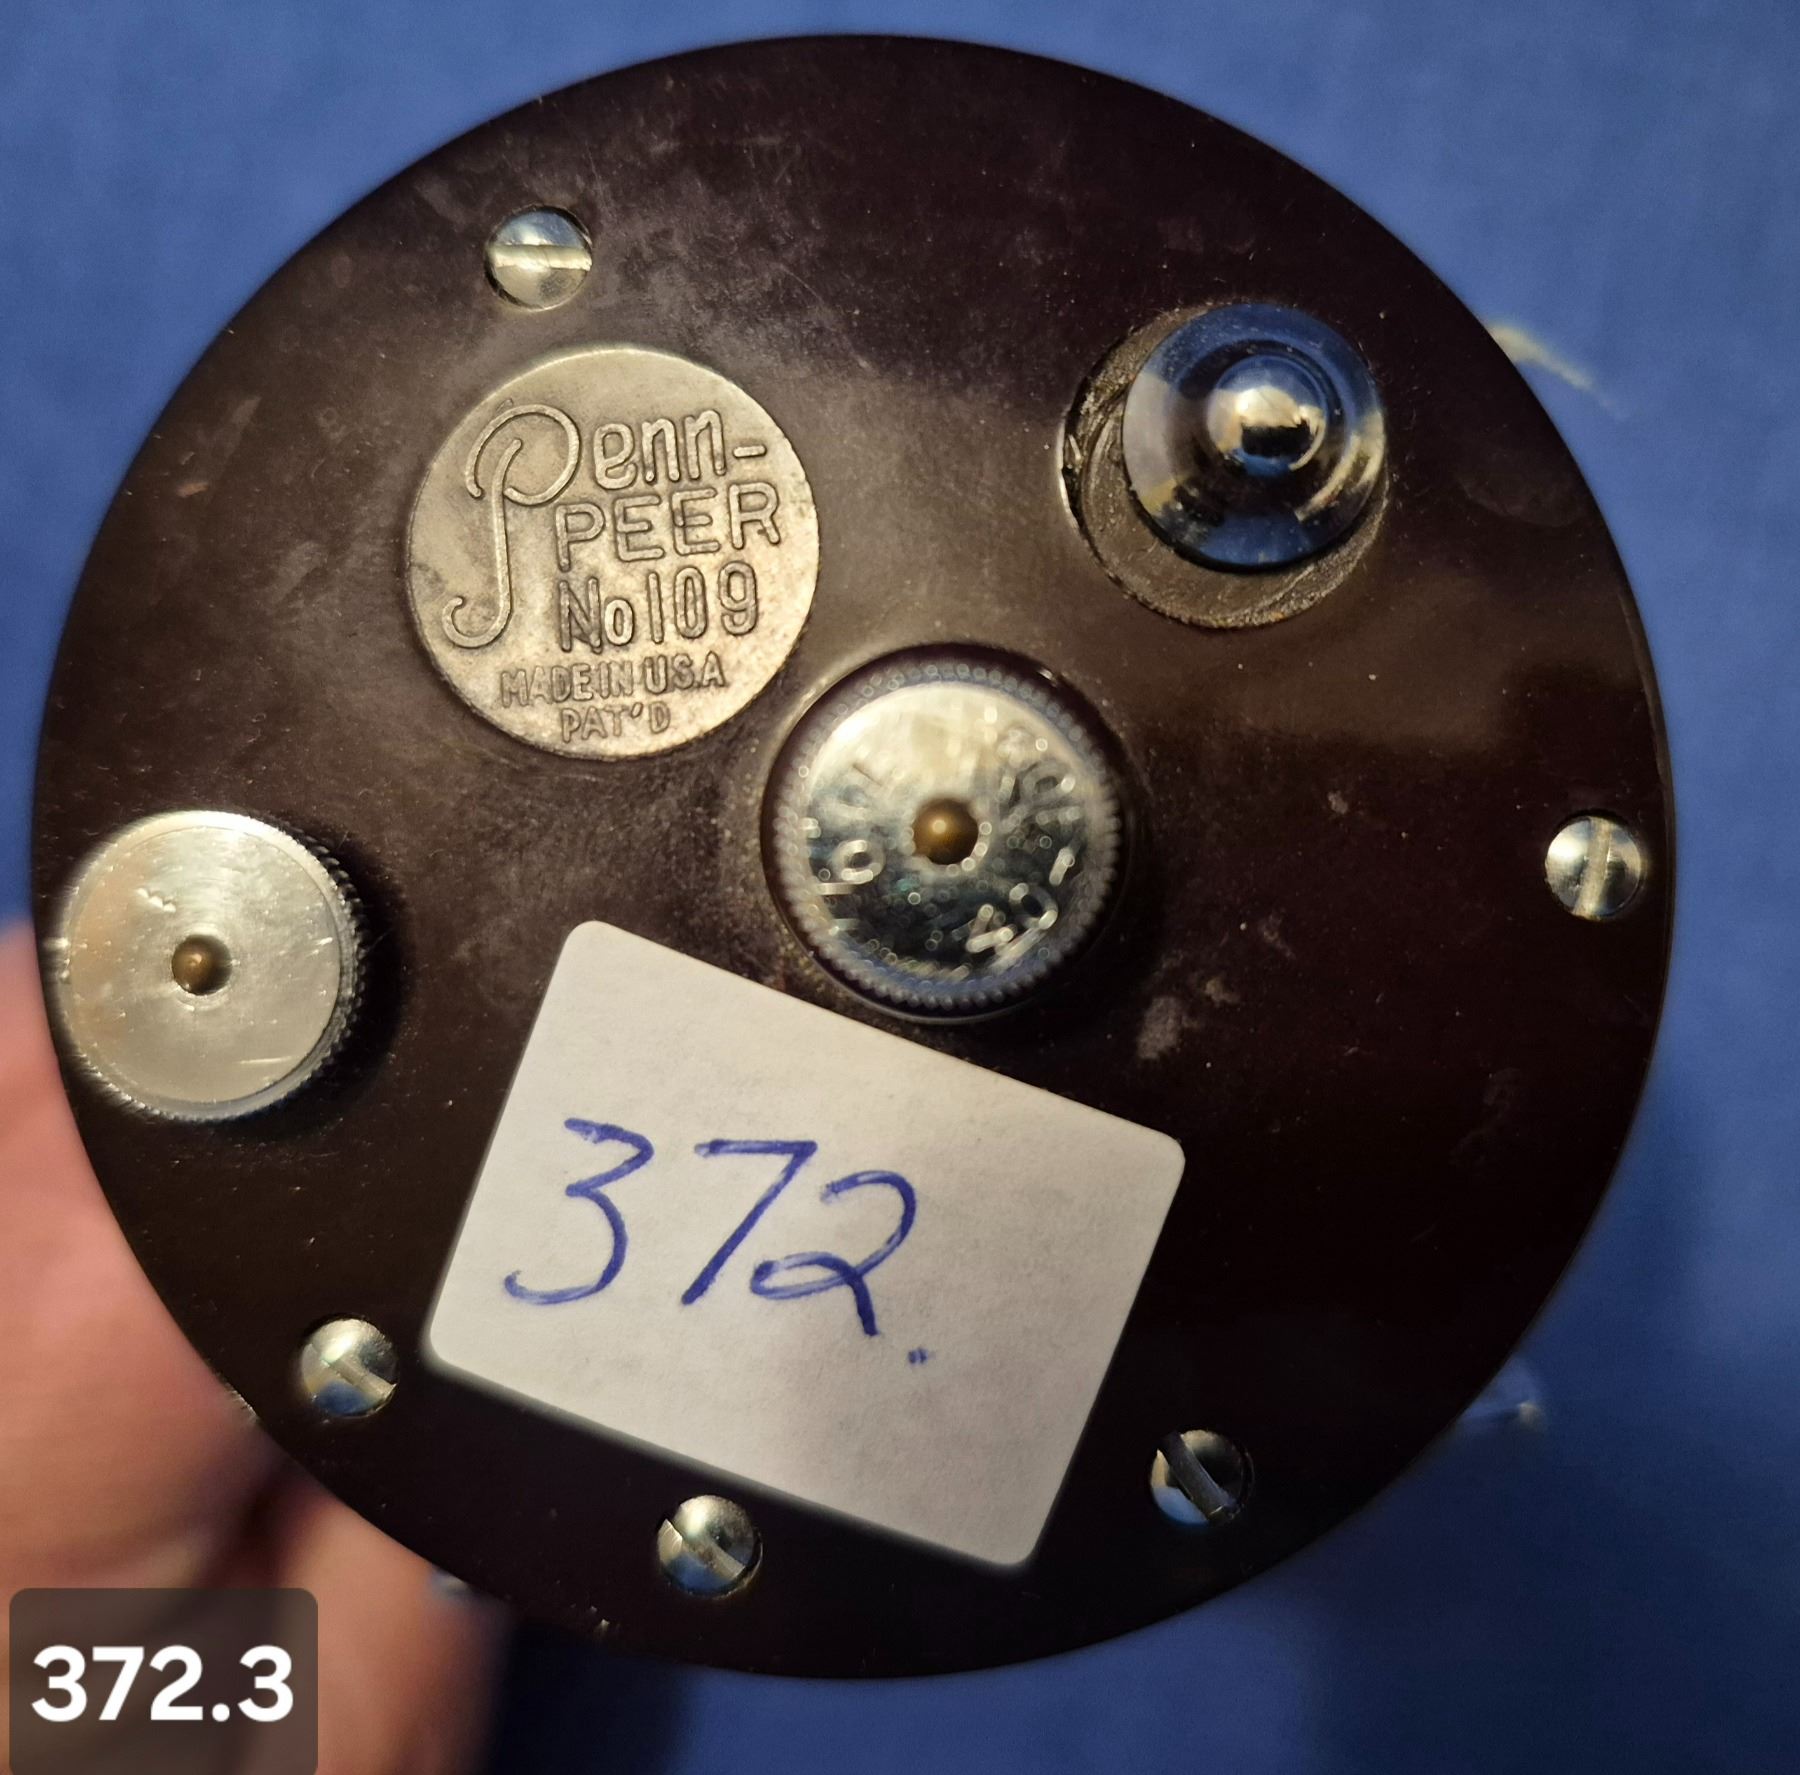 Penn-
PEER
No 109
MADE IN U.S.A
PAT'D
372.
372.3